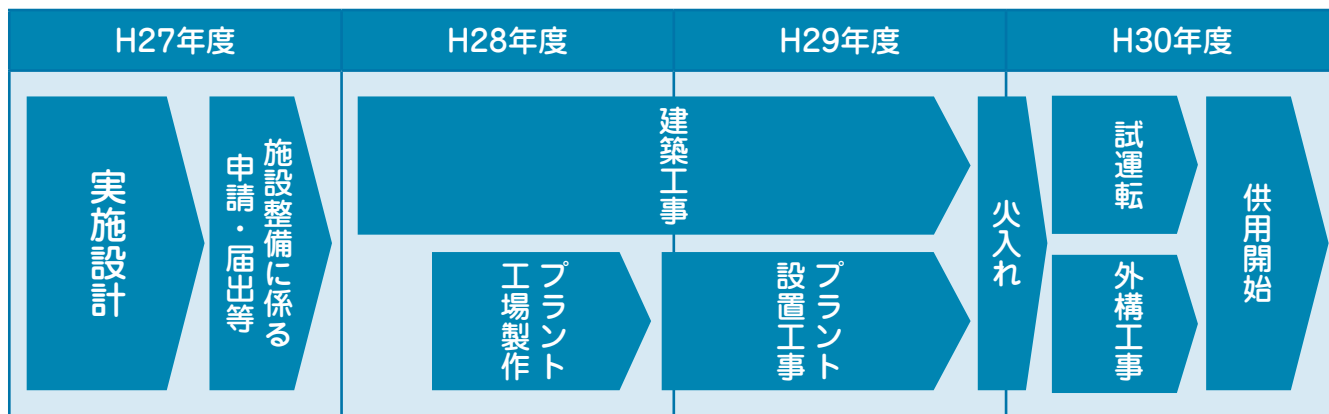 H27年度
H28年度
H29年度
H30年度
実施設計
施設整備に係る
申請・届出等
建築工事
プラント
工場製作
プラント
設置工事
火入れ
試運転
外構工事
供用開始